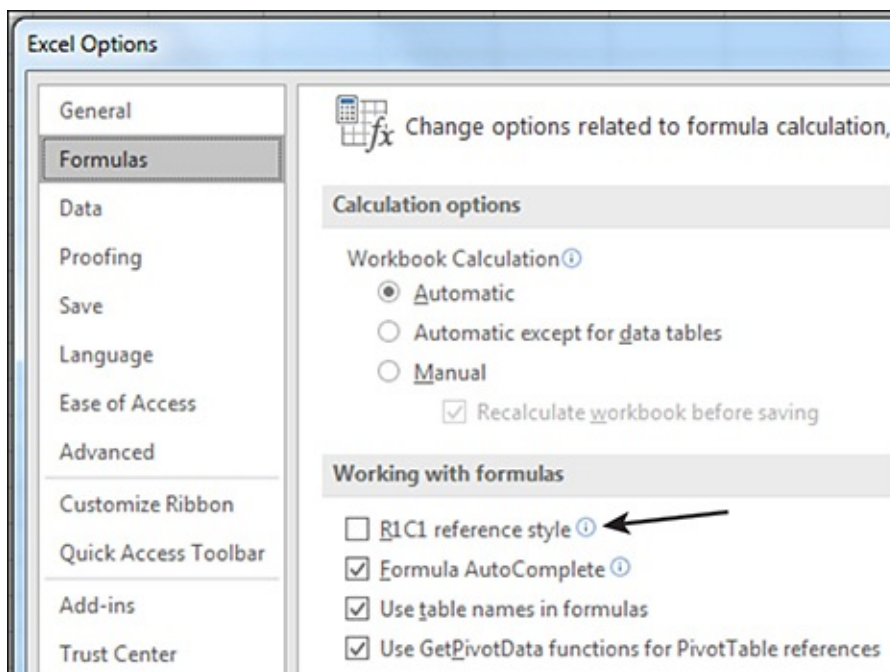 Excel Options
General
Formulas
Data
Proofing
Save
Language
Ease of Access
Advanced
Customize Ribbon
Quick Access Toolbar
Add-ins
Trust Center
fx
Change options related to formula calculation,
Calculation options
Workbook Calculation
Automatic
Automatic except for data tables
Manual
Recalculate workbook before saving
Working with formulas
R1C1 reference style
Formula AutoComplete
Use table names in formulas
Use GetPivotData functions for PivotTable references